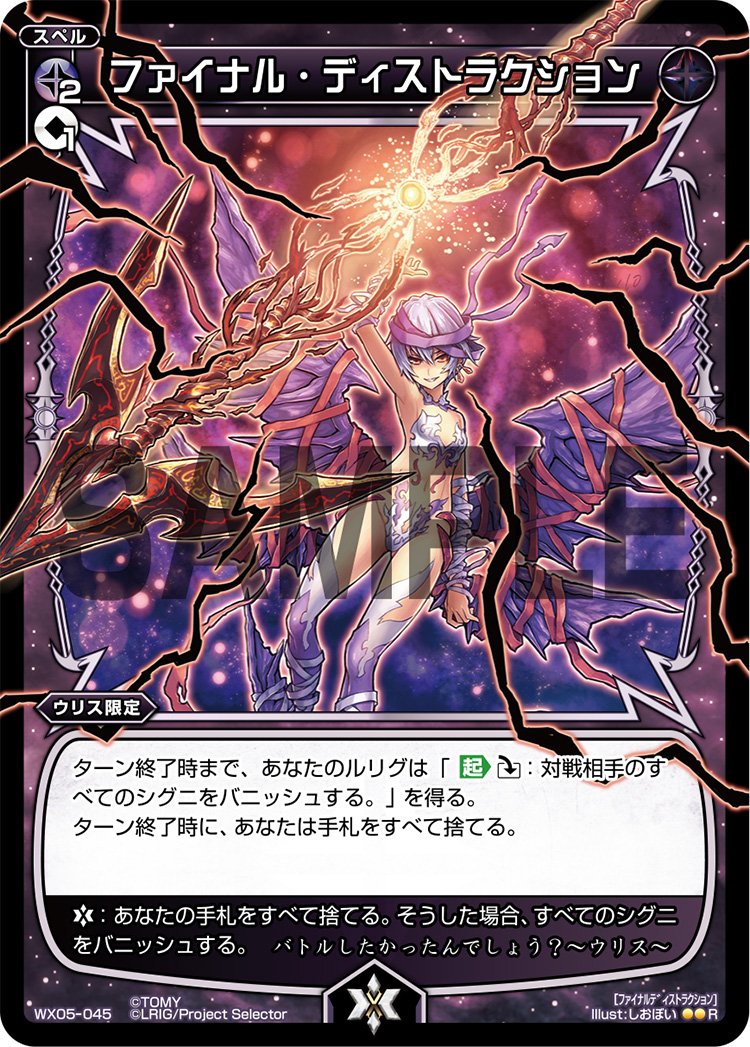 スペル
ファイナル・ディストラクション
2
1
SAMPLE
ウリス限定
ターン終了時まで、あなたのルリグは「起 : 対戦相手のす
べてのシグニをバニッシュする。」を得る。
ターン終了時に、あなたは手札をすべて捨てる。
：あなたの手札をすべて捨てる。そうした場合、すべてのシグニ
をバニッシュする。 バトルしたかったんでしょう？～ウリス～
WX05-045 ©TOMY
©LRIG/Project Selector
[ファイナルディストラクション]
Illust:しおぼい R